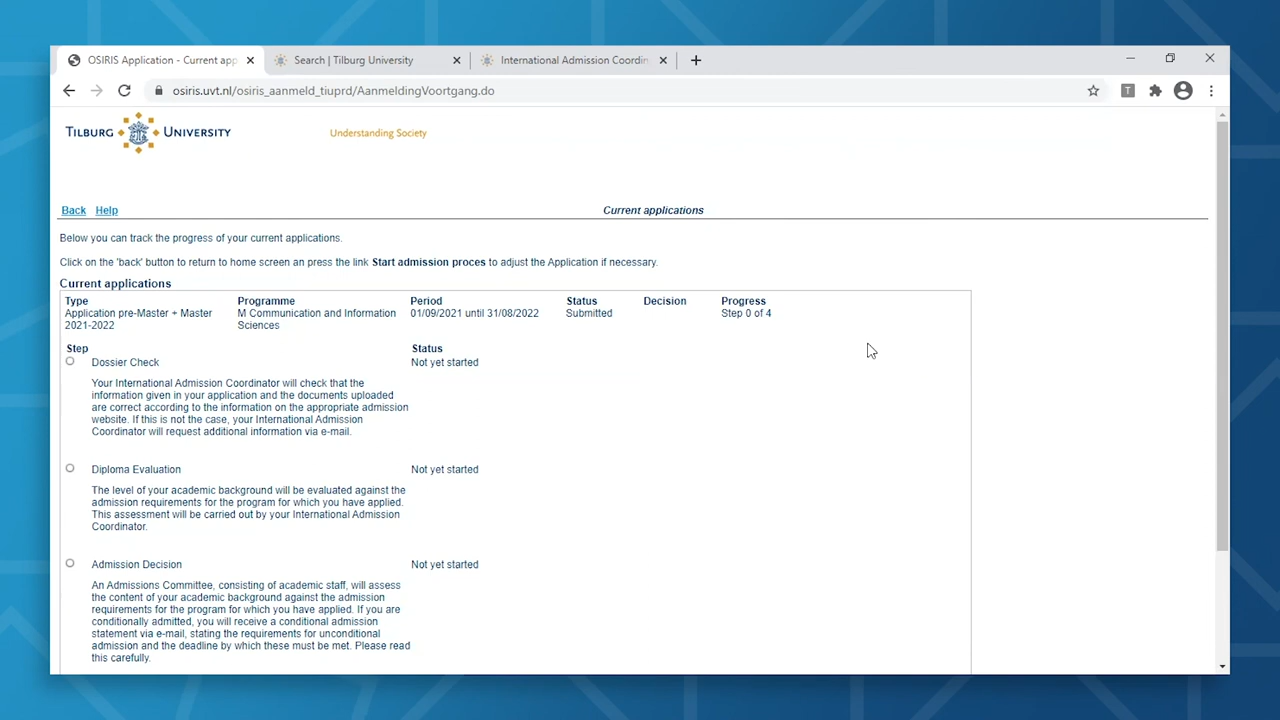 OSIRIS Application - Current app
Search | Tilburg University
International Admission Coordin
osiris.uvt.nl/osiris_aanmeld_tiuprd/AanmeldingVoortgang.do
T
TILBURG UNIVERSITY
Understanding Society
Back Help
Current applications
Below you can track the progress of your current applications.
Click on the 'back' button to return to home screen an press the link Start admission proces to adjust the Application if necessary.
Current applications
Type Programme Period Status Decision Progress
Application pre-Master + Master M Communication and Information 01/09/2021 until 31/08/2022 Submitted Step 0 of 4
2021-2022 Sciences
Step Status
Dossier Check Not yet started
Your International Admission Coordinator will check that the
information given in your application and the documents uploaded
are correct according to the information on the appropriate admission
website. If this is not the case, your International Admission
Coordinator will request additional information via e-mail.
Diploma Evaluation Not yet started
The level of your academic background will be evaluated against the
admission requirements for the program for which you have applied.
This assessment will be carried out by your International Admission
Coordinator.
Admission Decision Not yet started
An Admissions Committee, consisting of academic staff, will assess
the content of your academic background against the admission
requirements for the program for which you have applied. If you are
conditionally admitted, you will receive a conditional admission
statement via e-mail, stating the requirements for unconditional
admission and the deadline by which these must be met. Please read
this carefully.